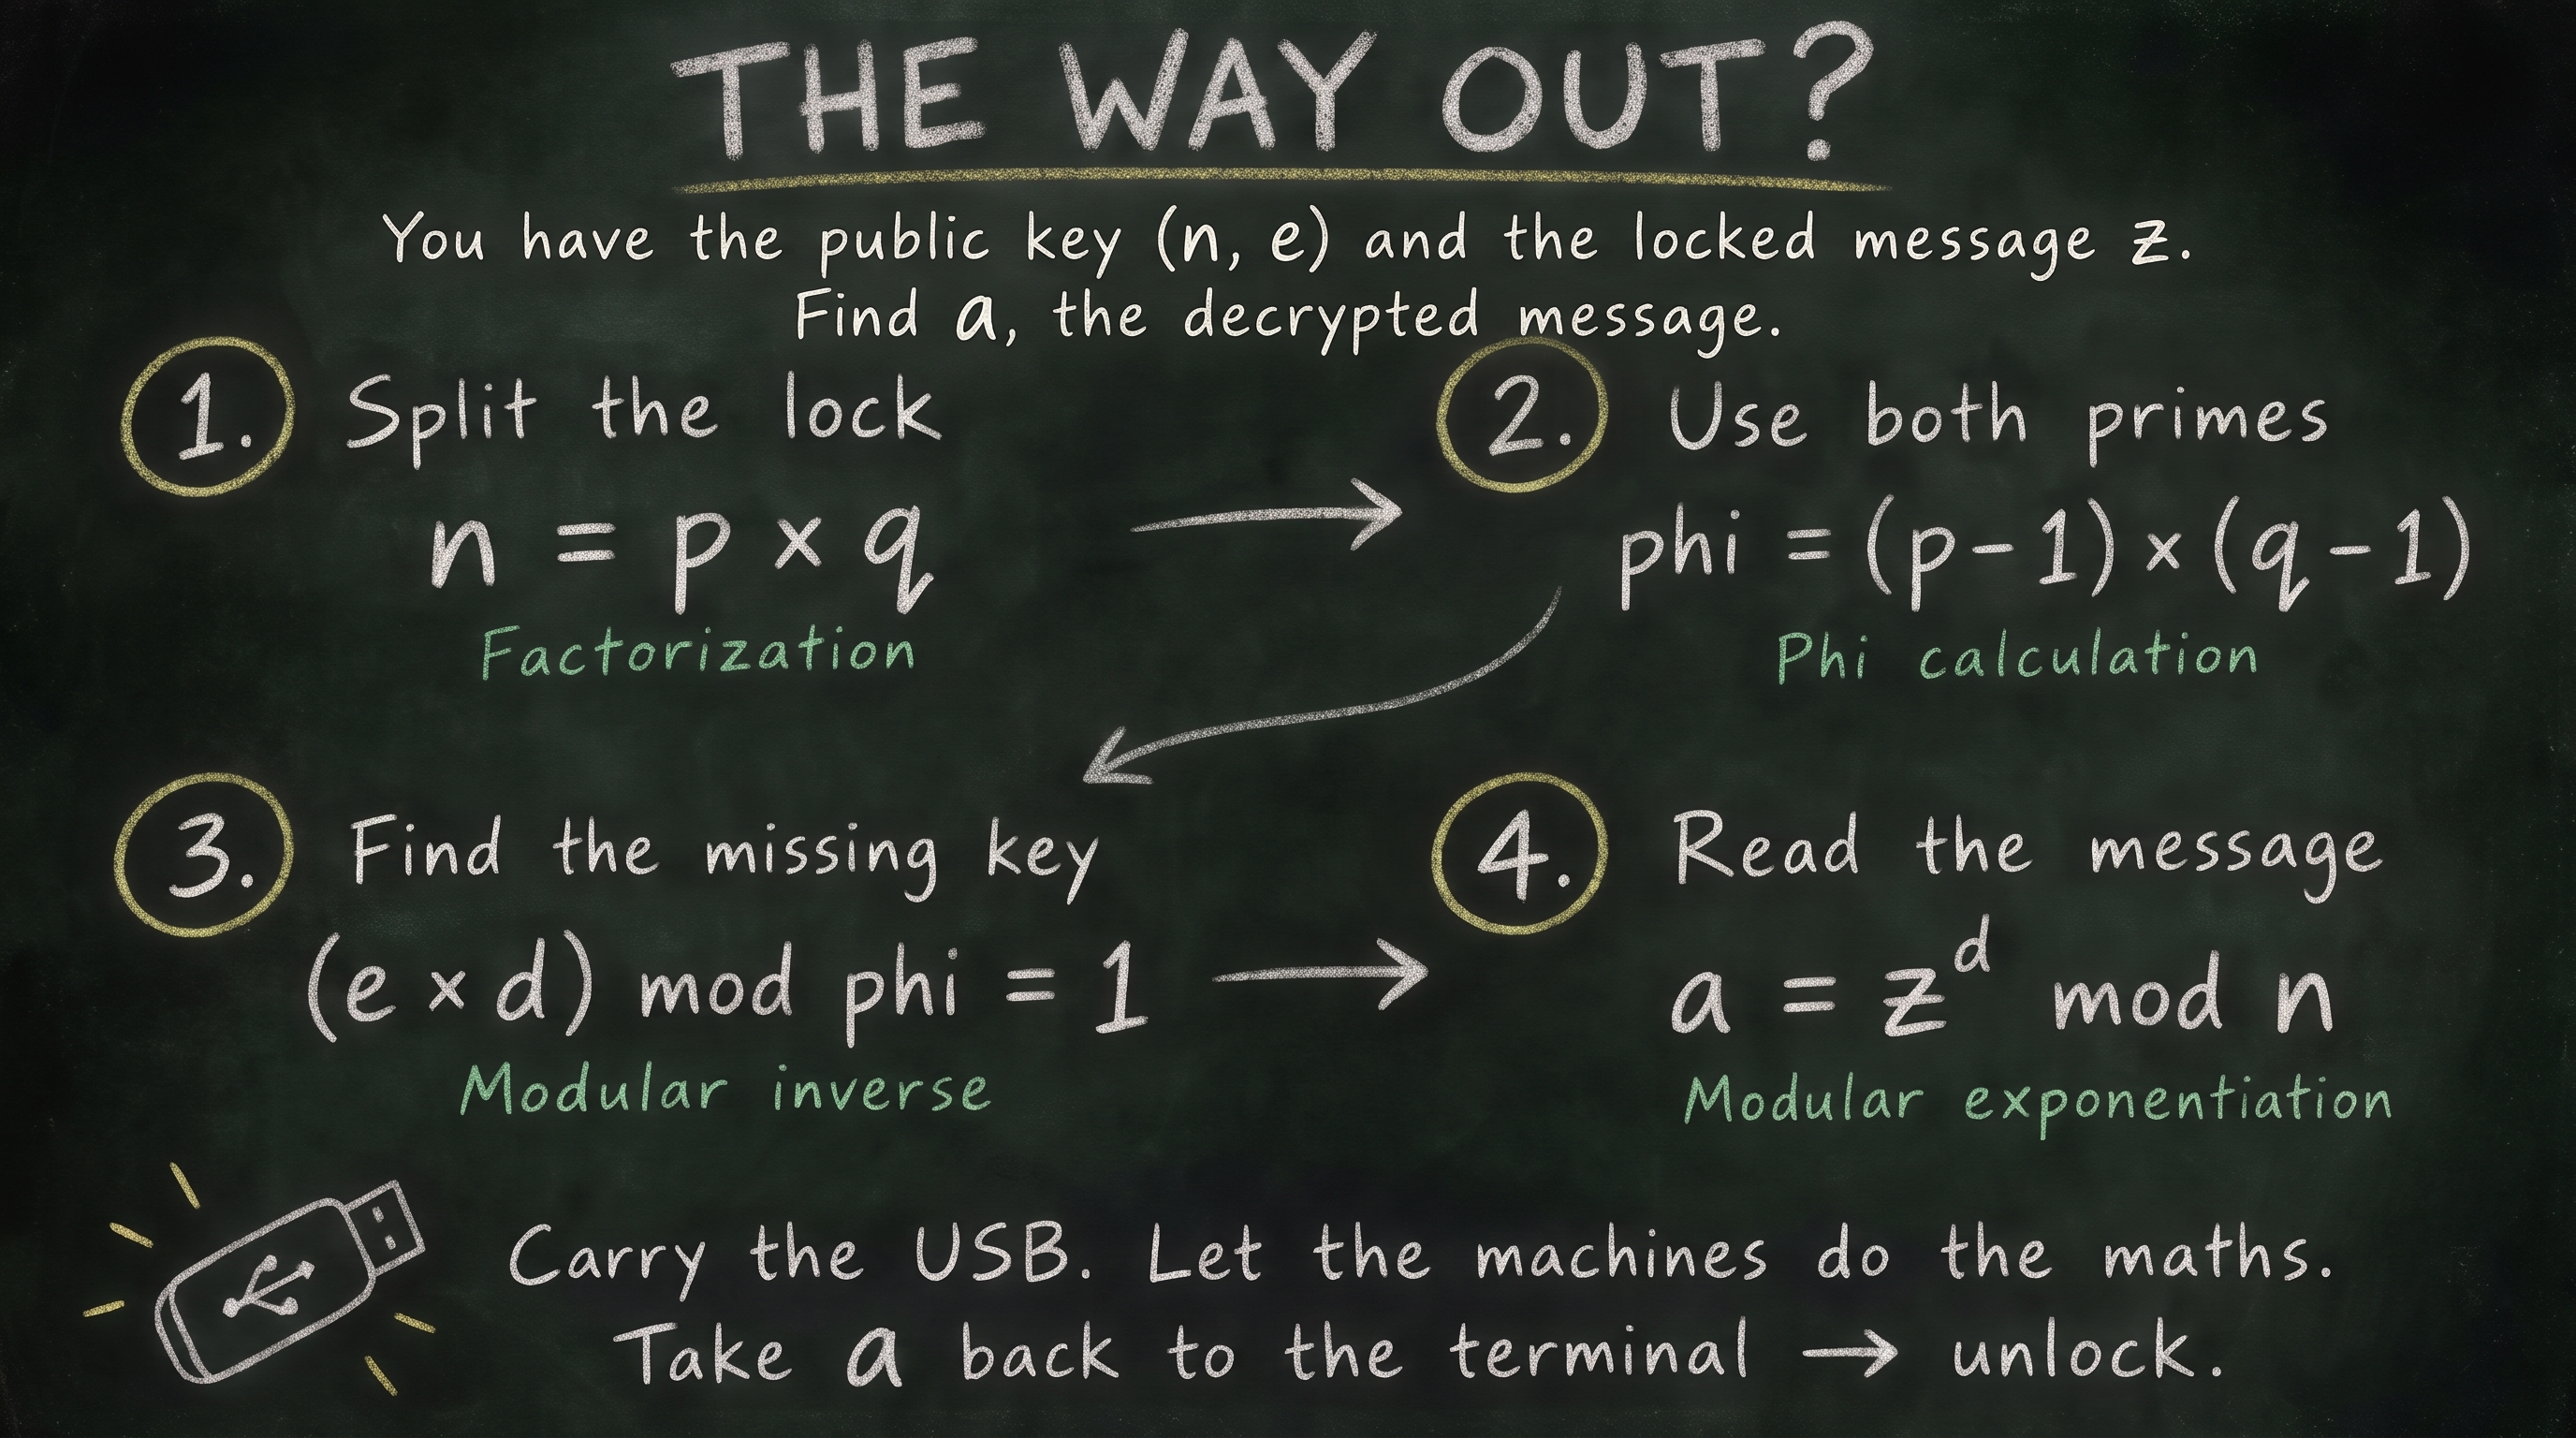 THE WAY OUT?
You have the public key (n, e) and the locked message z.
Find a, the decrypted message.
1. Split the lock
n = p × q
Factorization
2. Use both primes
phi = (p-1) × (q-1)
Phi calculation
3. Find the missing key
(e × d) mod phi = 1
Modular inverse
4. Read the message
a = z^d mod n
Modular exponentiation
Carry the USB. Let the machines do the maths.
Take a back to the terminal → unlock.